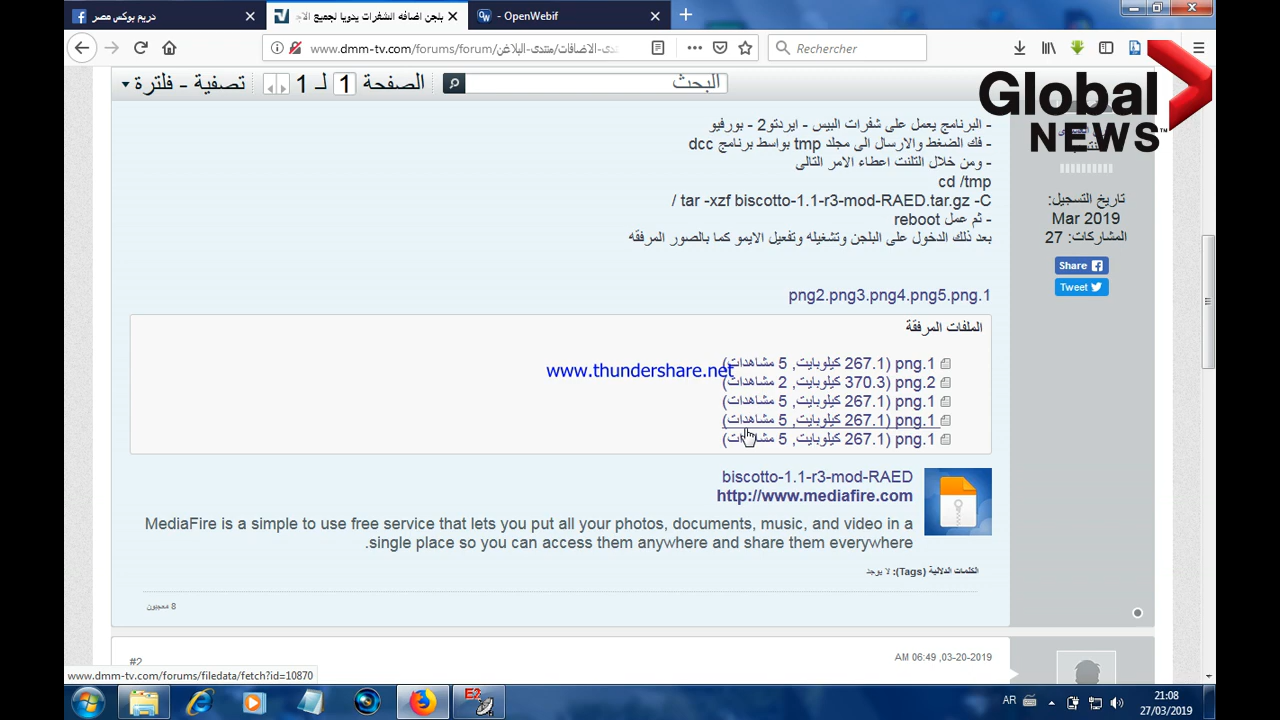 دريم بوكس مصر
بلجن اضافه الشفرات يدويا لجميع الاج
- OpenWebif
www.dmm-tv.com/forums/forum/منتدى-الاضافات/منتدى-البلاغن
Rechercher
Global
NEWS
تصفية - فلترة
الصفحة 1 لـ 1
البحث
- البرنامج يعمل على شفرات البيس - ايردتو2 - بورفيو
- فك الضغط والارسال الى مجلد tmp بواسط برنامج dcc
- ومن خلال التلنت اعطاء الامر التالى
cd /tmp
tar -xzf biscotto-1.1-r3-mod-RAED.tar.gz -C /
- ثم عمل reboot
بعد ذلك الدخول على البلجن وتشغيله وتفعيل الايمو كما بالصور المرفقه
تاريخ التسجيل:
Mar 2019
المشاركات: 27
Share
Tweet
1.png2.png3.png4.png5.png
الملفات المرفقة
1.png (267.1 كيلوبايت, 5 مشاهدات)
2.png (370.3 كيلوبايت, 2 مشاهدات)
1.png (267.1 كيلوبايت, 5 مشاهدات)
1.png (267.1 كيلوبايت, 5 مشاهدات)
1.png (267.1 كيلوبايت, 5 مشاهدات)
www.thundershare.net
biscotto-1.1-r3-mod-RAED
http://www.mediafire.com
MediaFire is a simple to use free service that lets you put all your photos, documents, music, and video in a
single place so you can access them anywhere and share them everywhere.
الكلمات الدلالية (Tags): لا يوجد
8 معجبون
#2
03-20-2019, 06:49 AM
www.dmm-tv.com/forums/filedata/fetch?id=10870
E2
AR
21:08
27/03/2019